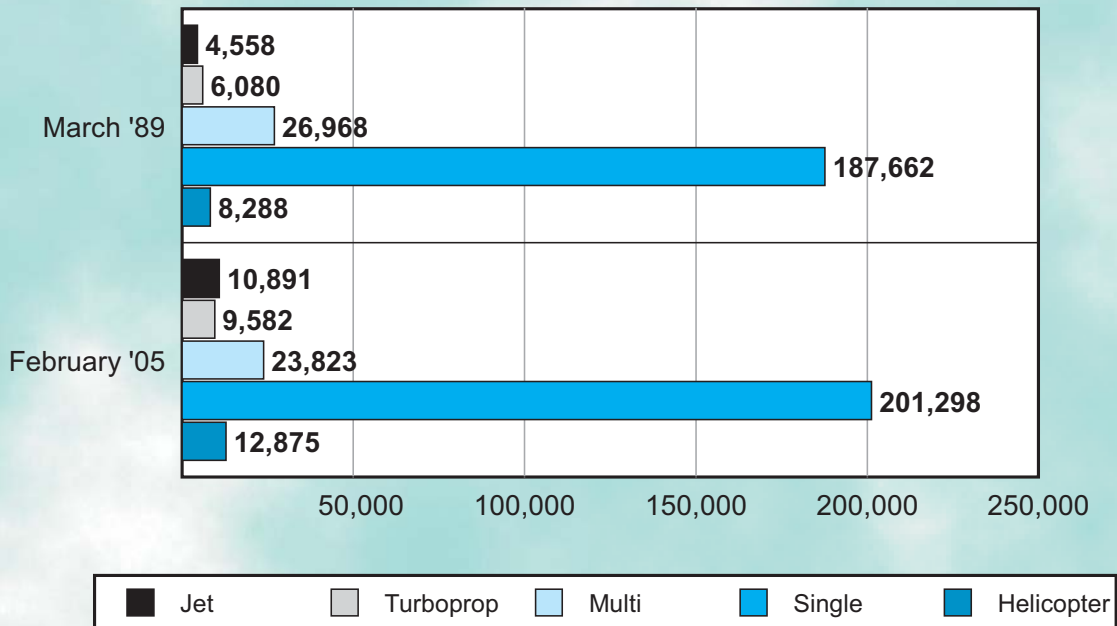 4,558
6,080
March '89
26,968
187,662
8,288
10,891
9,582
February '05
23,823
201,298
12,875
50,000 100,000 150,000 200,000 250,000
Jet Turboprop Multi Single Helicopter